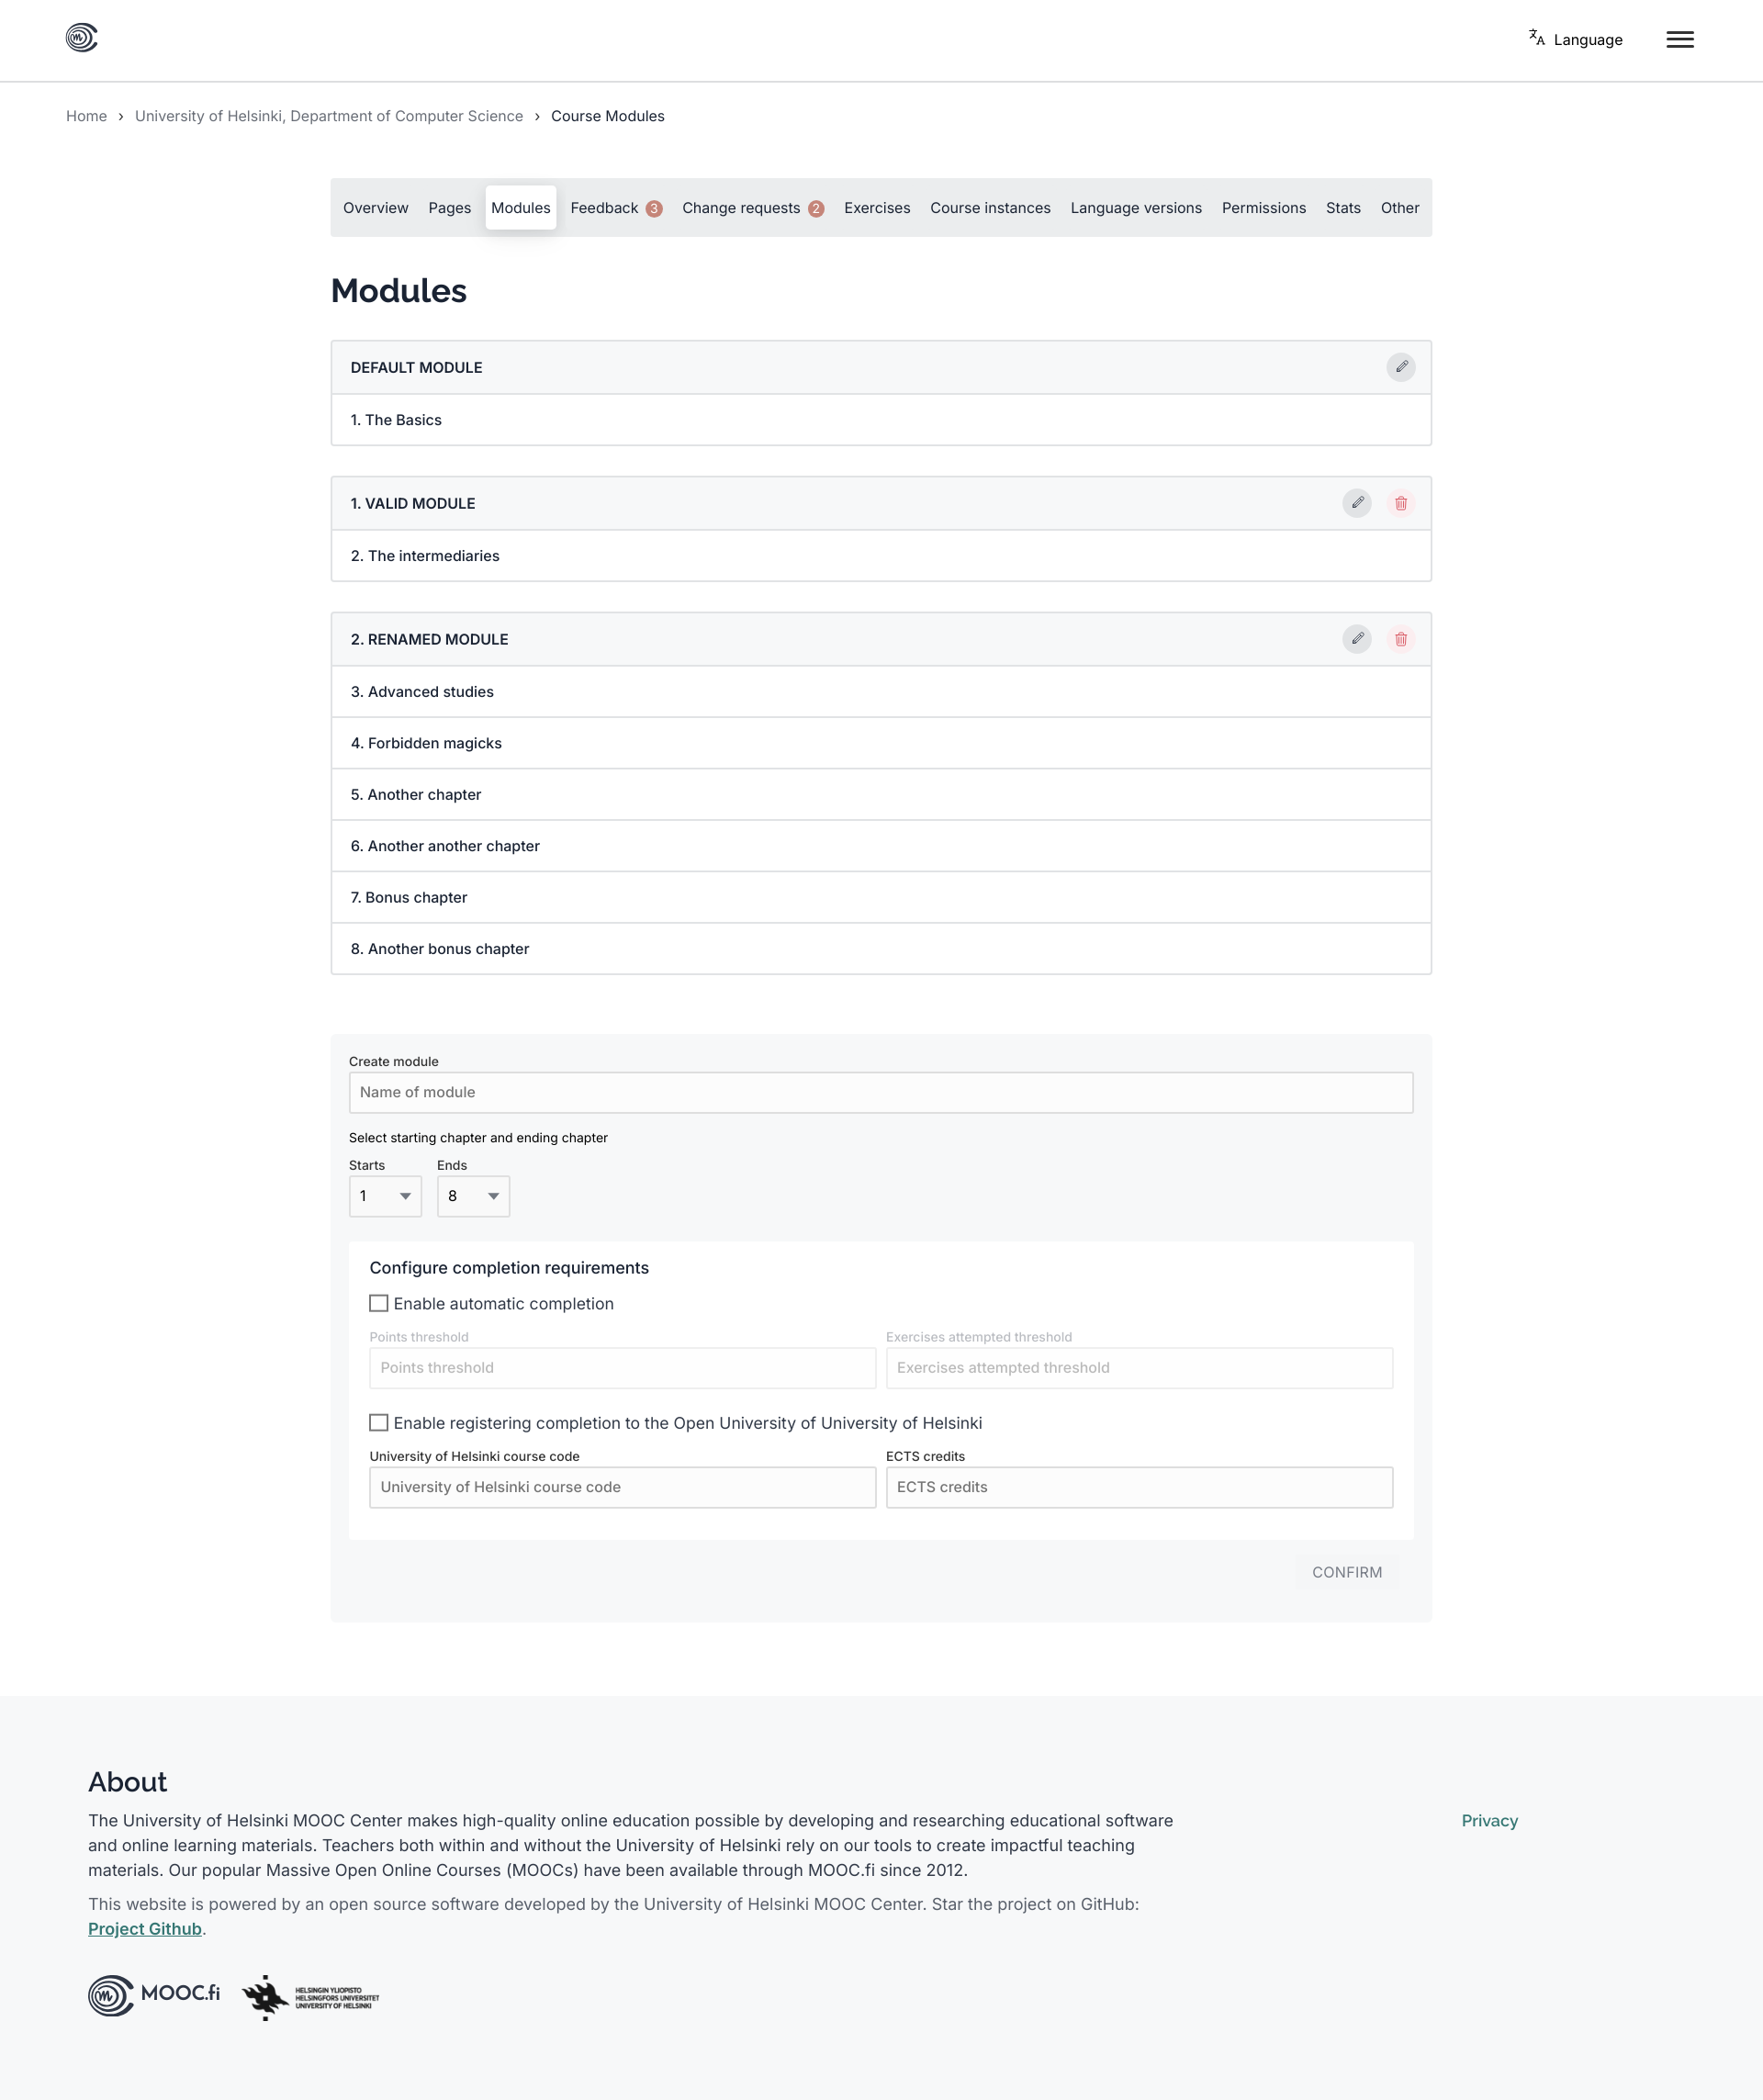 Language
Home › University of Helsinki, Department of Computer Science › Course Modules
Overview Pages Modules Feedback 3 Change requests 2 Exercises Course instances Language versions Permissions Stats Other
Modules
DEFAULT MODULE
1. The Basics
1. VALID MODULE
2. The intermediaries
2. RENAMED MODULE
3. Advanced studies
4. Forbidden magicks
5. Another chapter
6. Another another chapter
7. Bonus chapter
8. Another bonus chapter
Create module
Name of module
Select starting chapter and ending chapter
Starts Ends
1 8
Configure completion requirements
Enable automatic completion
Points threshold Exercises attempted threshold
Points threshold Exercises attempted threshold
Enable registering completion to the Open University of University of Helsinki
University of Helsinki course code ECTS credits
University of Helsinki course code ECTS credits
CONFIRM
About
The University of Helsinki MOOC Center makes high-quality online education possible by developing and researching educational software
and online learning materials. Teachers both within and without the University of Helsinki rely on our tools to create impactful teaching
materials. Our popular Massive Open Online Courses (MOOCs) have been available through MOOC.fi since 2012.
Privacy
This website is powered by an open source software developed by the University of Helsinki MOOC Center. Star the project on GitHub:
Project Github.
MOOC.fi
HELSINGIN YLIOPISTO
HELSINGFORS UNIVERSITET
UNIVERSITY OF HELSINKI